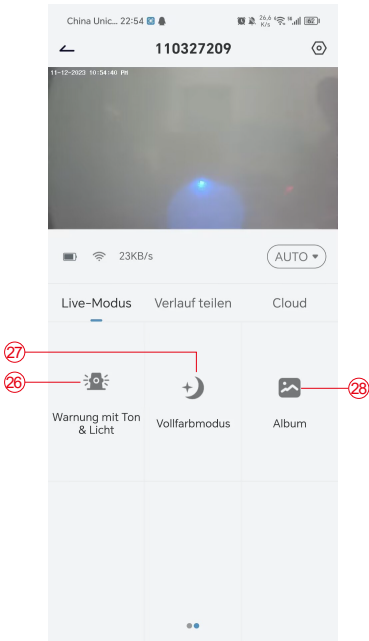 China Unic... 22:54
26,6 K/s
110327209
11-12-2023 10:54:40 PM
23KB/s
AUTO
Live-Modus Verlauf teilen Cloud
27
26
28
Warnung mit Ton
& Licht
Vollfarbmodus
Album